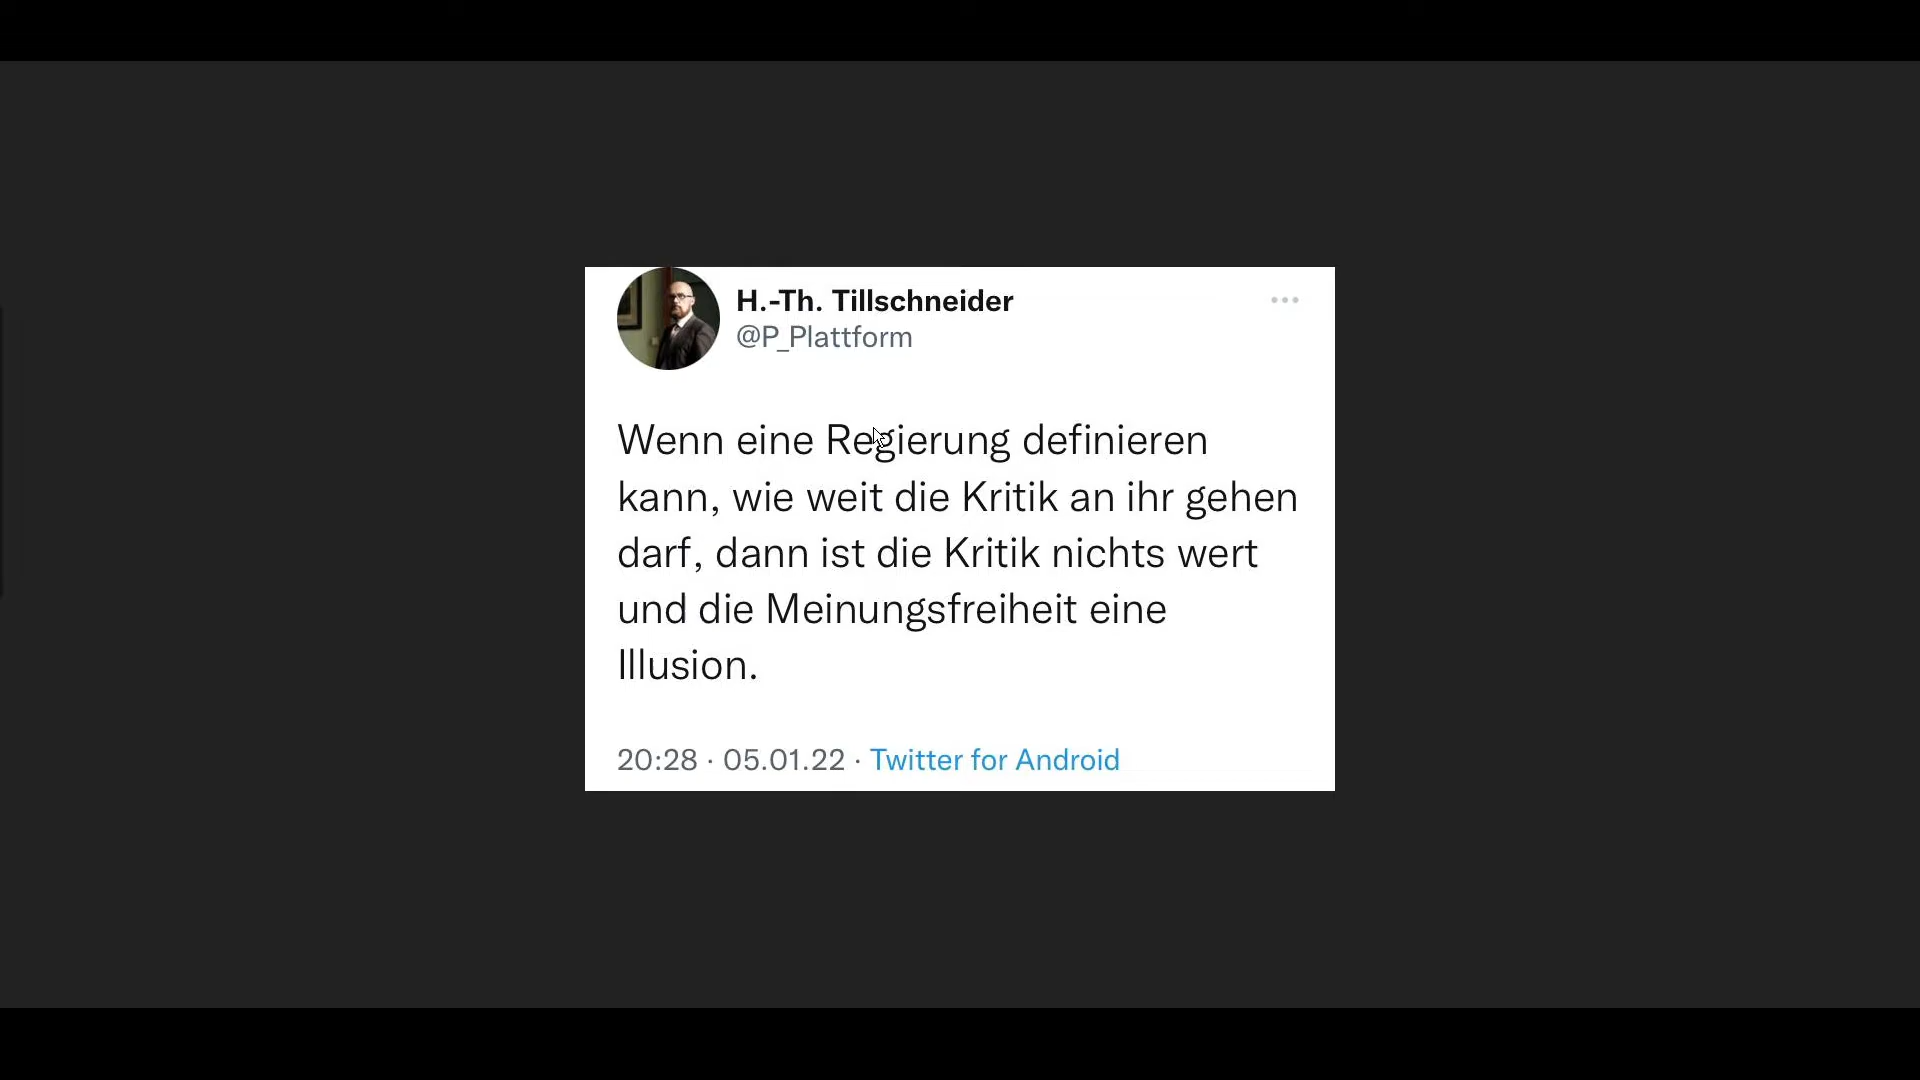 H.-Th. Tillschneider
@P_Plattform
Wenn eine Regierung definieren
kann, wie weit die Kritik an ihr gehen
darf, dann ist die Kritik nichts wert
und die Meinungsfreiheit eine
Illusion.
20:28 · 05.01.22 · Twitter for Android